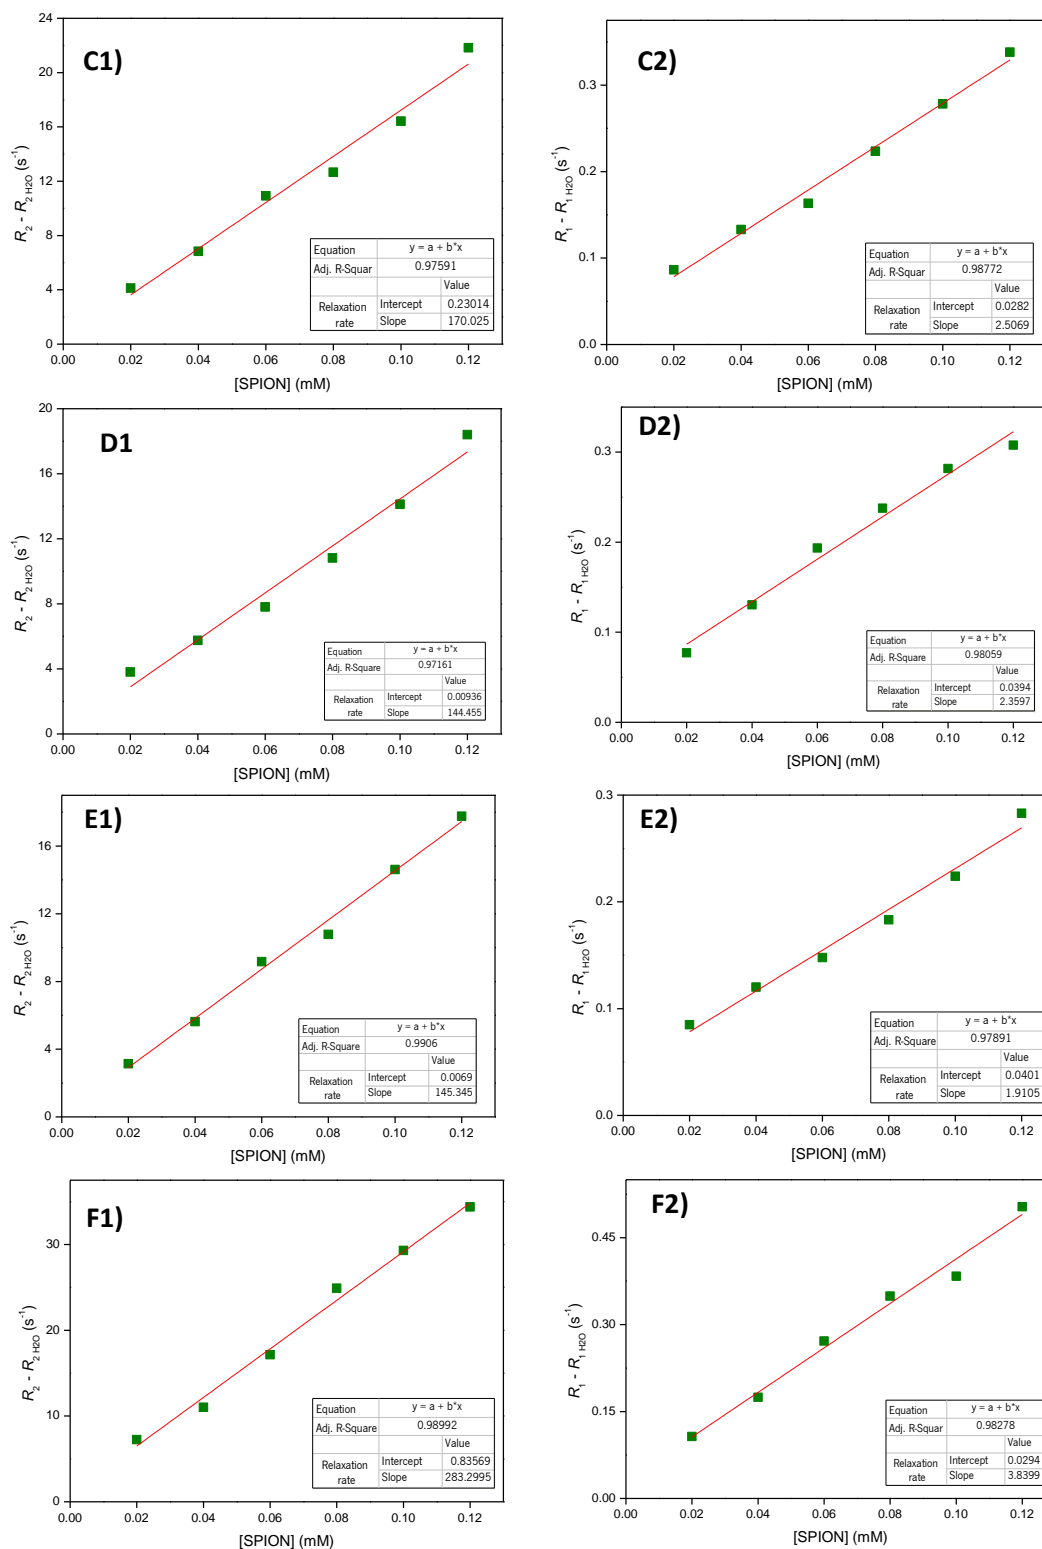 C1)
24
20
16
12
8
4
0
R2 - R2 H2O (s-1)
Equation y = a + b*x
Adj. R-Squar 0.97591
Value
Relaxation rate Intercept 0.23014
Slope 170.025
0.00 0.02 0.04 0.06 0.08 0.10 0.12
[SPION] (mM)
C2)
0.3
0.2
0.1
0.0
R1 - R1 H2O (s-1)
Equation y = a + b*x
Adj. R-Squar 0.98772
Value
Relaxation rate Intercept 0.0282
Slope 2.5069
0.00 0.02 0.04 0.06 0.08 0.10 0.12
[SPION] (mM)
D1
20
16
12
8
4
0
R2 - R2 H2O (s-1)
Equation y = a + b*x
Adj. R-Square 0.97161
Value
Relaxation rate Intercept 0.00936
Slope 144.455
0.00 0.02 0.04 0.06 0.08 0.10 0.12
[SPION] (mM)
D2)
0.3
0.2
0.1
0.0
R1 - R1 H2O (s-1)
Equation y = a + b*x
Adj. R-Square 0.98059
Value
Relaxation rate Intercept 0.0394
Slope 2.3597
0.00 0.02 0.04 0.06 0.08 0.10 0.12
[SPION] (mM)
E1)
16
12
8
4
0
R2 - R2 H2O (s-1)
Equation y = a + b*x
Adj. R-Square 0.9906
Value
Relaxation rate Intercept 0.0069
Slope 145.345
0.00 0.02 0.04 0.06 0.08 0.10 0.12
[SPION] (mM)
E2)
0.3
0.2
0.1
0.0
R1 - R1 H2O (s-1)
Equation y = a + b*x
Adj. R-Square 0.97891
Value
Relaxation rate Intercept 0.0401
Slope 1.9105
0.00 0.02 0.04 0.06 0.08 0.10 0.12
[SPION] (mM)
F1)
30
20
10
0
R2 - R2 H2O (s-1)
Equation y = a + b*x
Adj. R-Square 0.98992
Value
Relaxation rate Intercept 0.83569
Slope 283.2995
0.00 0.02 0.04 0.06 0.08 0.10 0.12
[SPION] (mM)
F2)
0.45
0.30
0.15
0.00
R1 - R1 H2O (s-1)
Equation y = a + b*x
Adj. R-Squar 0.98278
Value
Relaxation rate Intercept 0.0294
Slope 3.8399
0.00 0.02 0.04 0.06 0.08 0.10 0.12
[SPION] (mM)